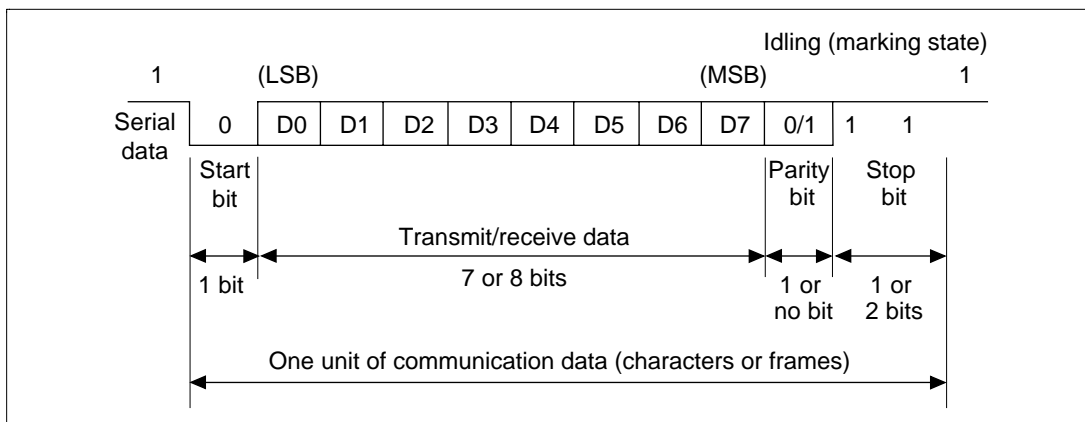 Idling (marking state)
1 (LSB) (MSB) 1
Serial data 0 D0 D1 D2 D3 D4 D5 D6 D7 0/1 1 1
Start bit Parity bit Stop bit
Transmit/receive data
1 bit 7 or 8 bits 1 or no bit 1 or 2 bits
One unit of communication data (characters or frames)